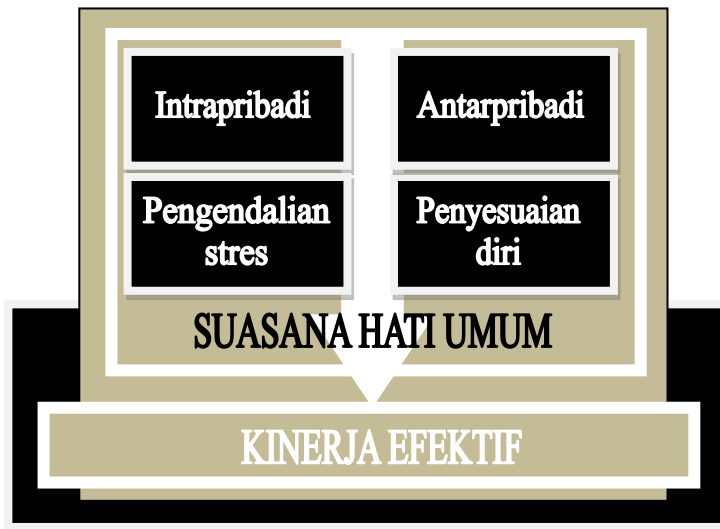 Intrapribadi
Antarpribadi
Pengendalian
stres
Penyesuaian
diri
SUASANA HATI UMUM
KINERJA EFEKTIF